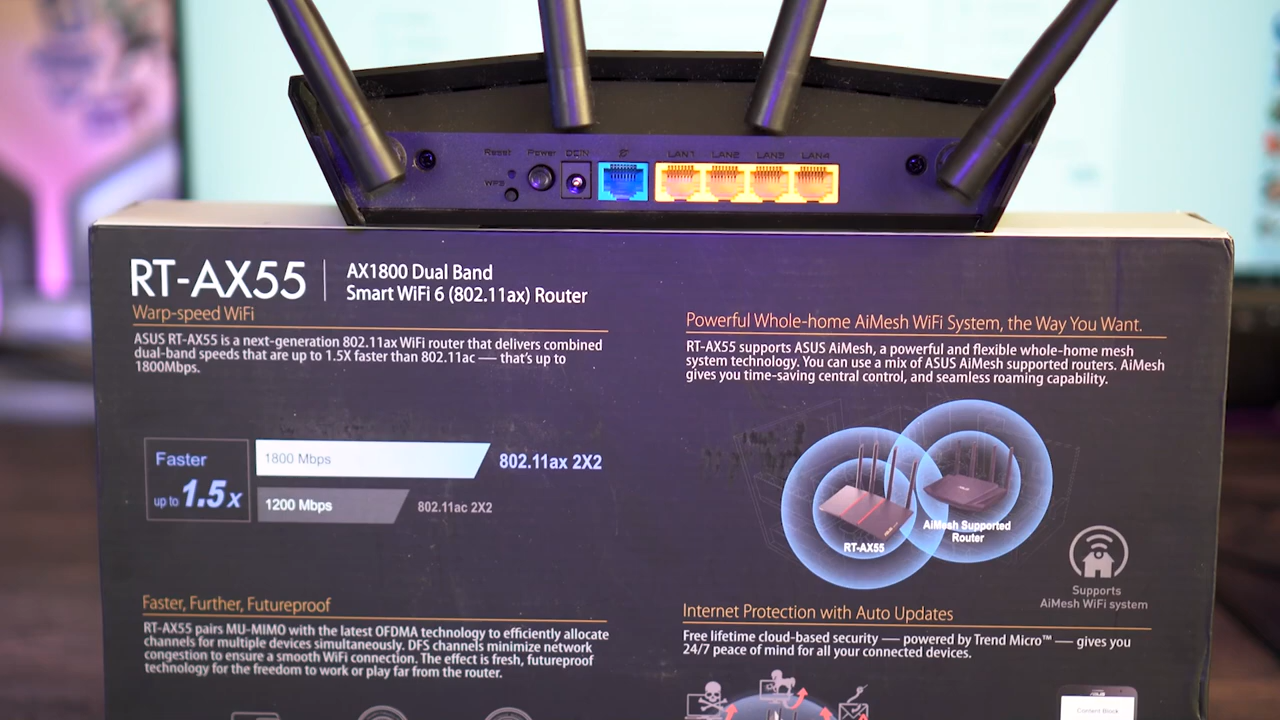 Reset
Power
DCIN
WPS
LAN1
LAN2
LAN3
LAN4
RT-AX55
AX1800 Dual Band
Smart WiFi 6 (802.11ax) Router
Warp-speed WiFi
ASUS RT-AX55 is a next-generation 802.11ax WiFi router that delivers combined
dual-band speeds that are up to 1.5X faster than 802.11ac — that's up to
1800Mbps.
Faster
up to 1.5x
1800 Mbps
802.11ax 2X2
1200 Mbps
802.11ac 2X2
Faster, Further, Futureproof
RT-AX55 pairs MU-MIMO with the latest OFDMA technology to efficiently allocate
channels for multiple devices simultaneously. DFS channels minimize network
congestion to ensure a smooth WiFi connection. The effect is fresh, futureproof
technology for the freedom to work or play far from the router.
Powerful Whole-home AiMesh WiFi System, the Way You Want.
RT-AX55 supports ASUS AiMesh, a powerful and flexible whole-home mesh
system technology. You can use a mix of ASUS AiMesh supported routers. AiMesh
gives you time-saving central control, and seamless roaming capability.
RT-AX55
AiMesh Supported
Router
Supports
AiMesh WiFi system
Internet Protection with Auto Updates
Free lifetime cloud-based security — powered by Trend Micro™ — gives you
24/7 peace of mind for all your connected devices.
ASUS
Content Block